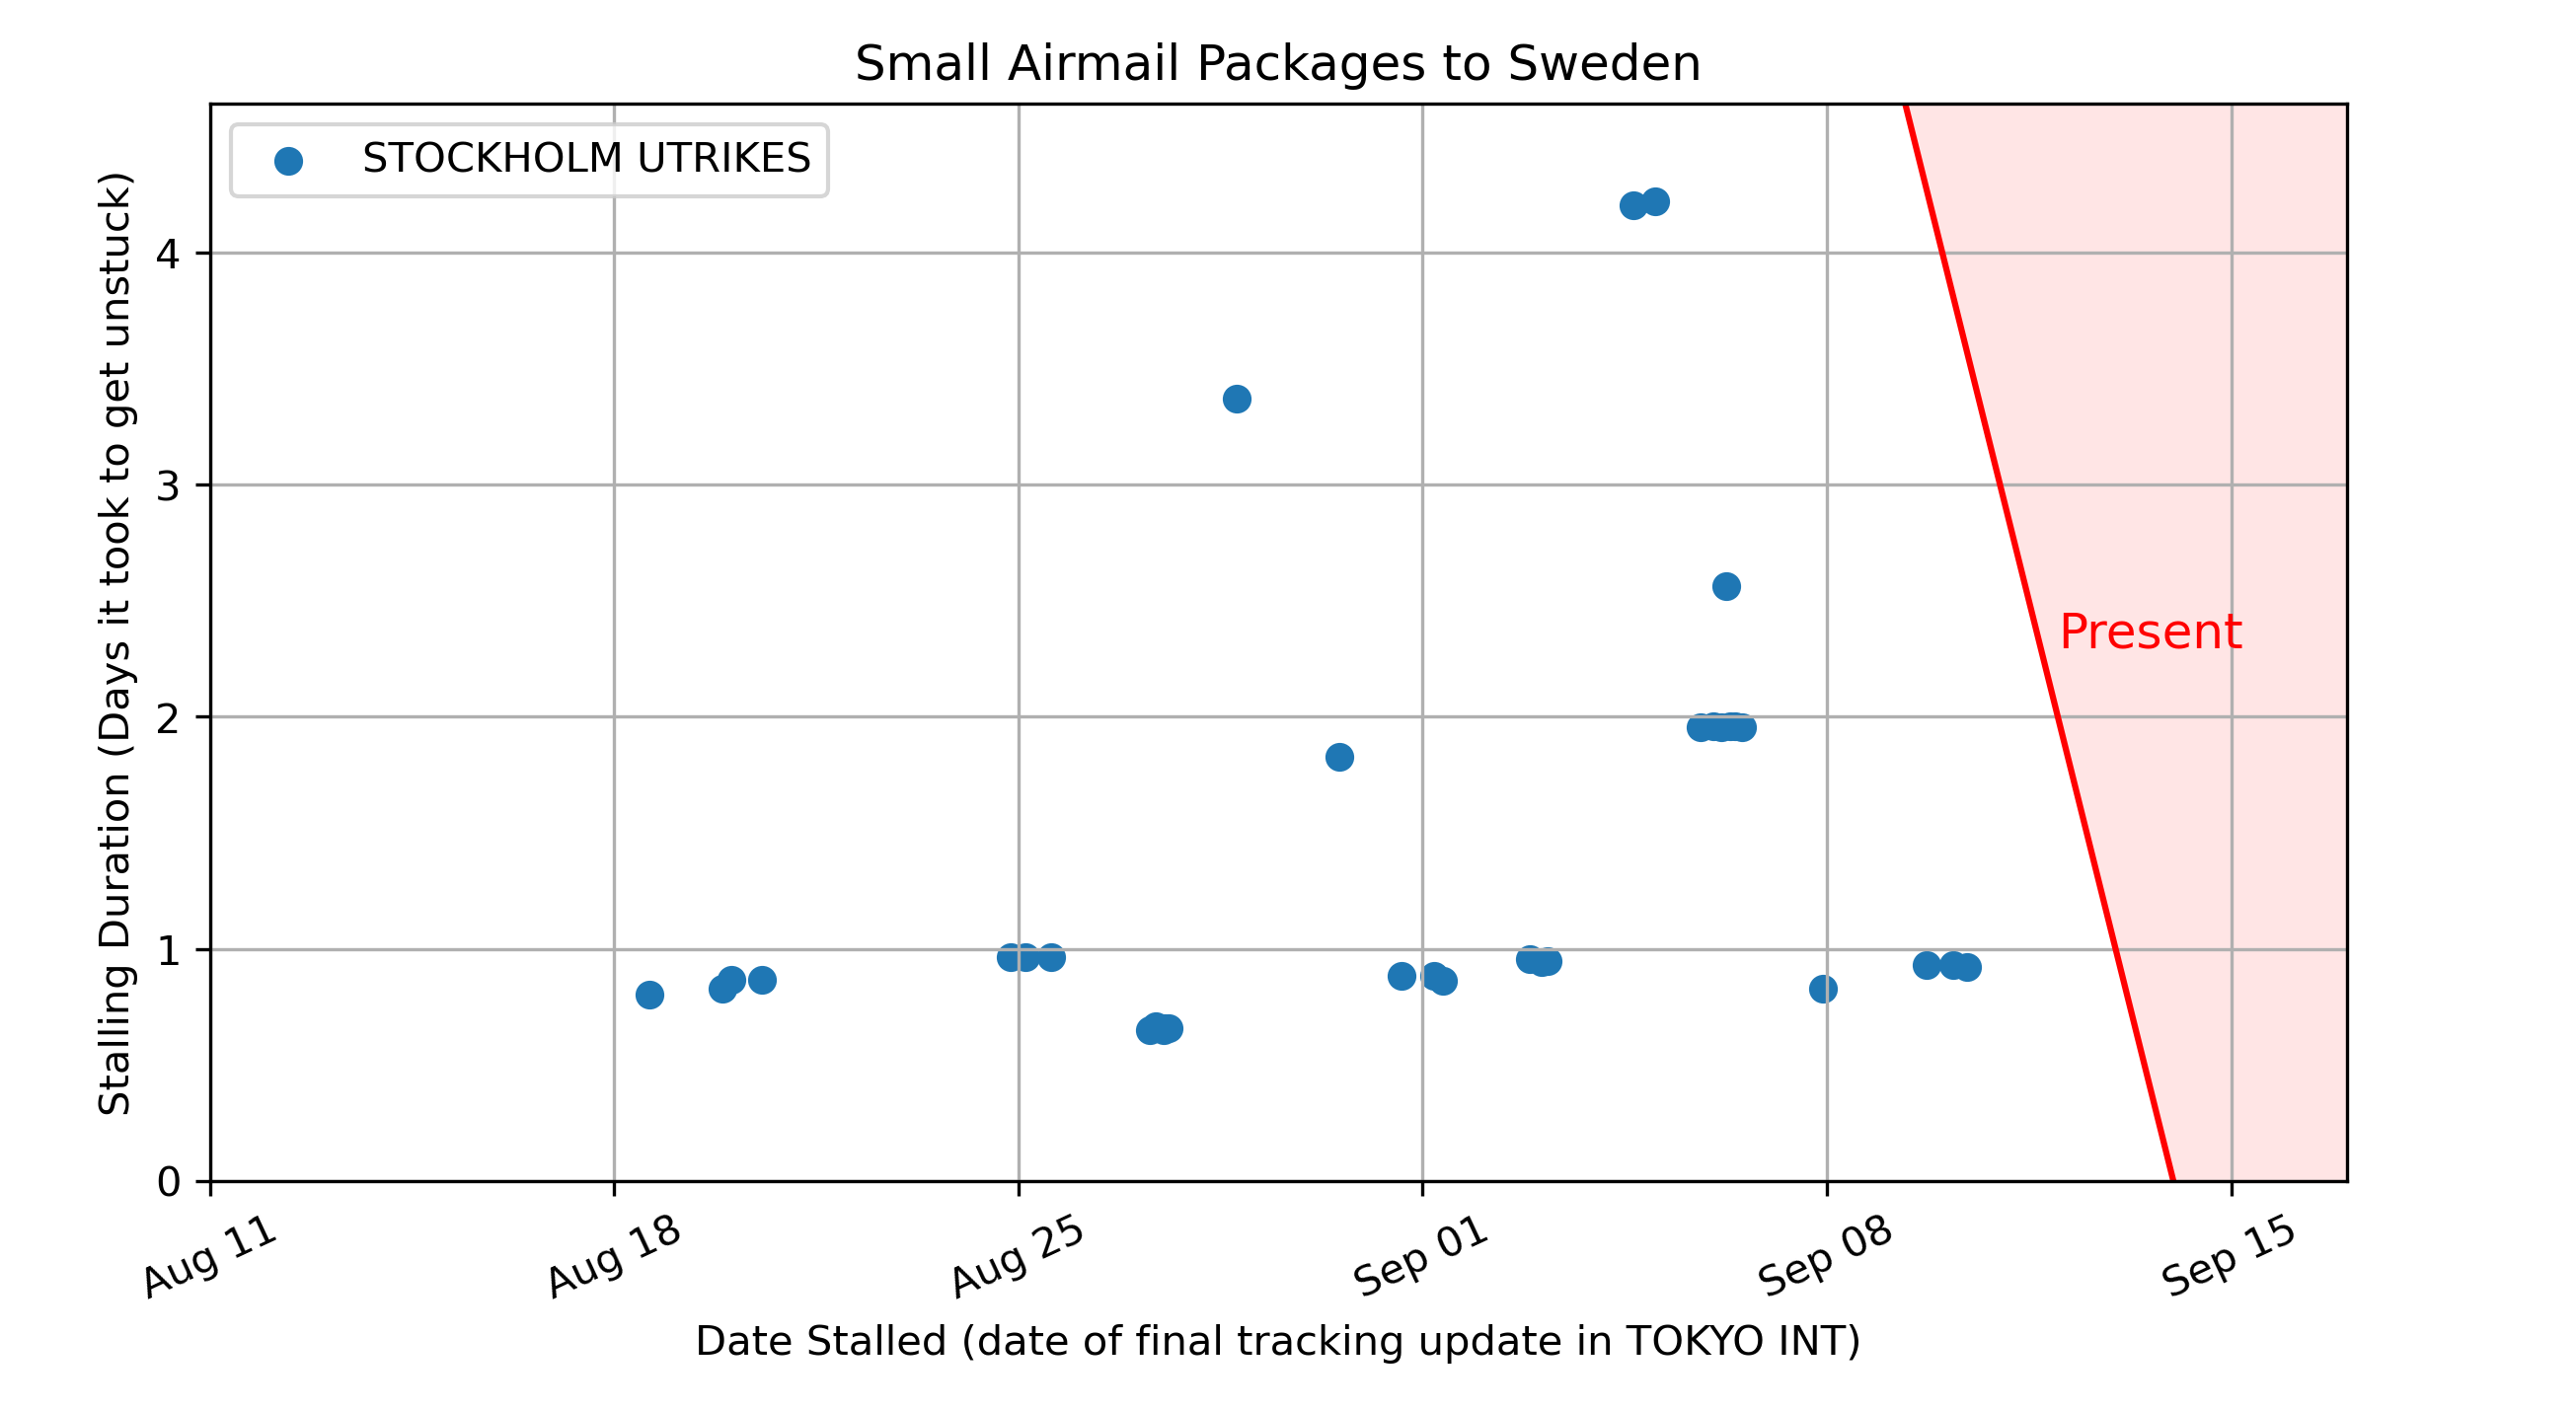 Small Airmail Packages to Sweden
STOCKHOLM UTRIKES
Stalling Duration (Days it took to get unstuck)
4
3
2
1
0
Present
Aug 11
Aug 18
Aug 25
Sep 01
Sep 08
Sep 15
Date Stalled (date of final tracking update in TOKYO INT)